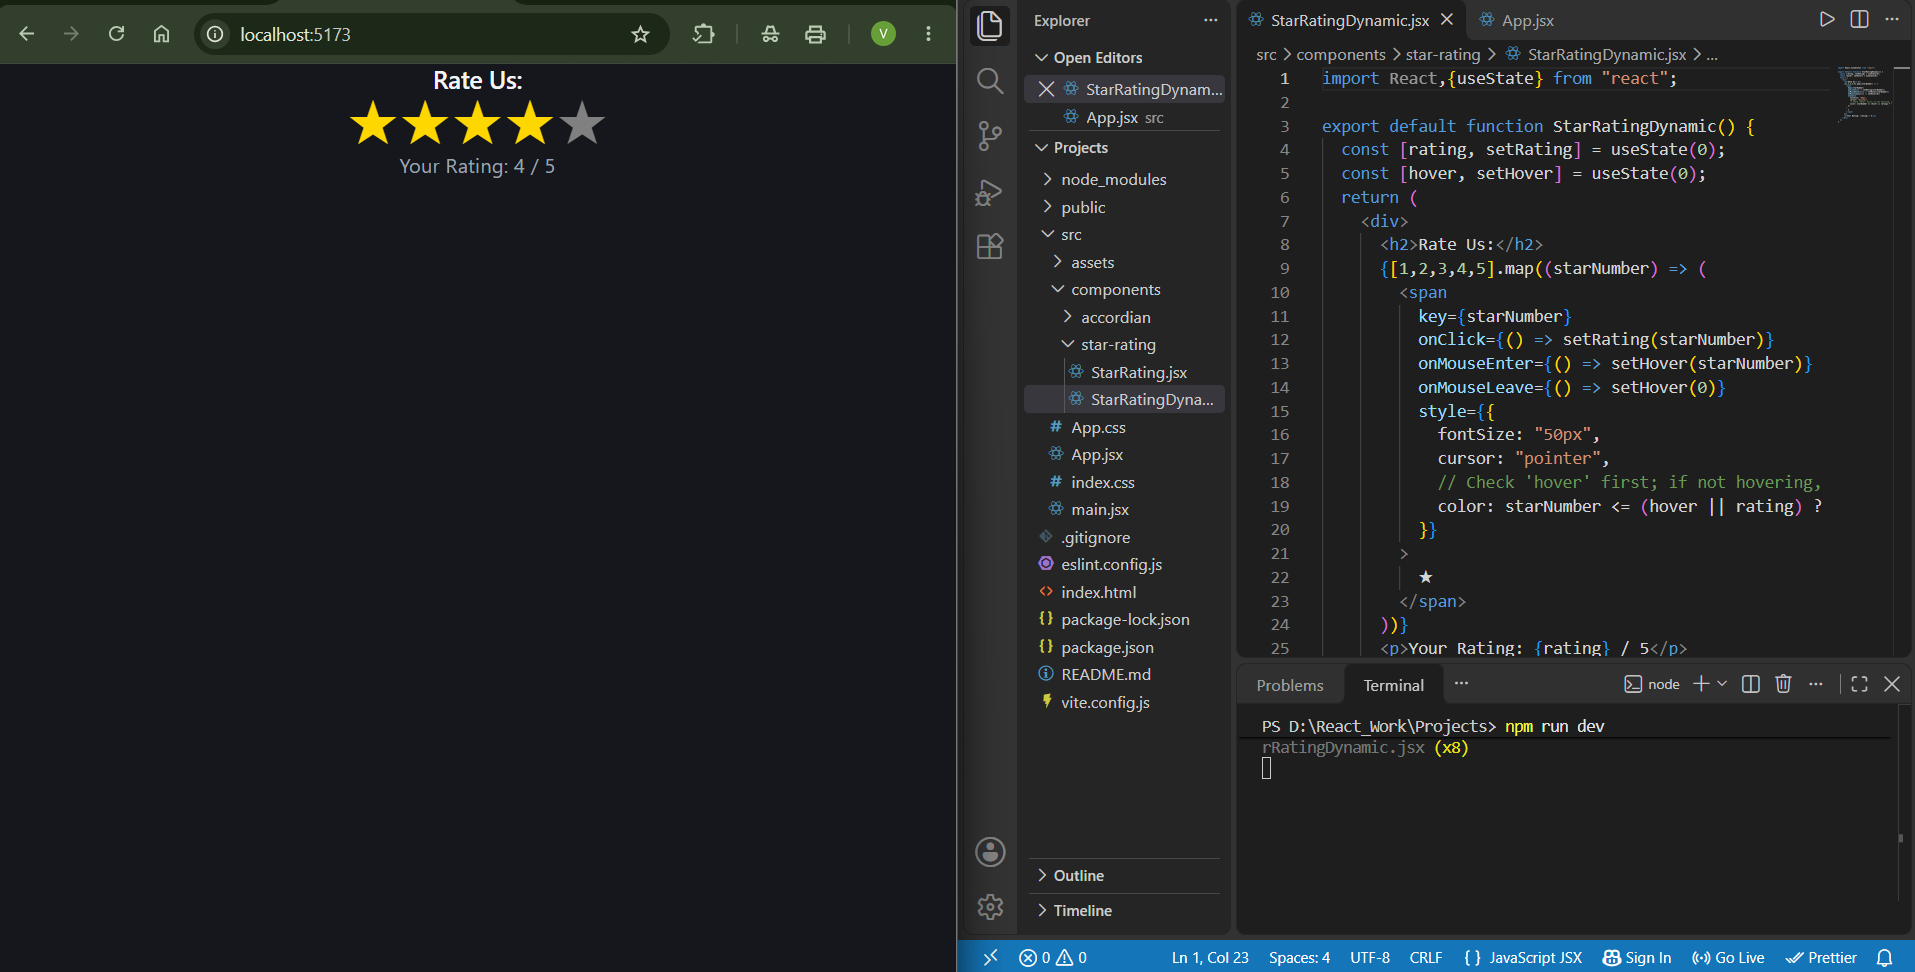 localhost:5173
V
Rate Us:
★★★★★
Your Rating: 4 / 5
Explorer
Open Editors
StarRatingDynam...
App.jsx src
Projects
node_modules
public
src
assets
components
accordian
star-rating
StarRating.jsx
StarRatingDyna...
App.css
App.jsx
index.css
main.jsx
.gitignore
eslint.config.js
index.html
package-lock.json
package.json
README.md
vite.config.js
Outline
Timeline
StarRatingDynamic.jsx
App.jsx
src > components > star-rating > StarRatingDynamic.jsx > ...
1 import React,{useState} from "react";
2
3 export default function StarRatingDynamic() {
4 const [rating, setRating] = useState(0);
5 const [hover, setHover] = useState(0);
6 return (
7 <div>
8 <h2>Rate Us:</h2>
9 {[1,2,3,4,5].map((starNumber) => (
10 <span
11 key={starNumber}
12 onClick={() => setRating(starNumber)}
13 onMouseEnter={() => setHover(starNumber)}
14 onMouseLeave={() => setHover(0)}
15 style={{
16 fontSize: "50px",
17 cursor: "pointer",
18 // Check 'hover' first; if not hovering,
19 color: starNumber <= (hover || rating) ?
20 }}
21 >
22 ★
23 </span>
24 ))}
25 <p>Your Rating: {rating} / 5</p>
Problems Terminal ... node
PS D:\React_Work\Projects> npm run dev
rRatingDynamic.jsx (x8)
0 0 Ln 1, Col 23 Spaces: 4 UTF-8 CRLF {} JavaScript JSX Sign In Go Live Prettier